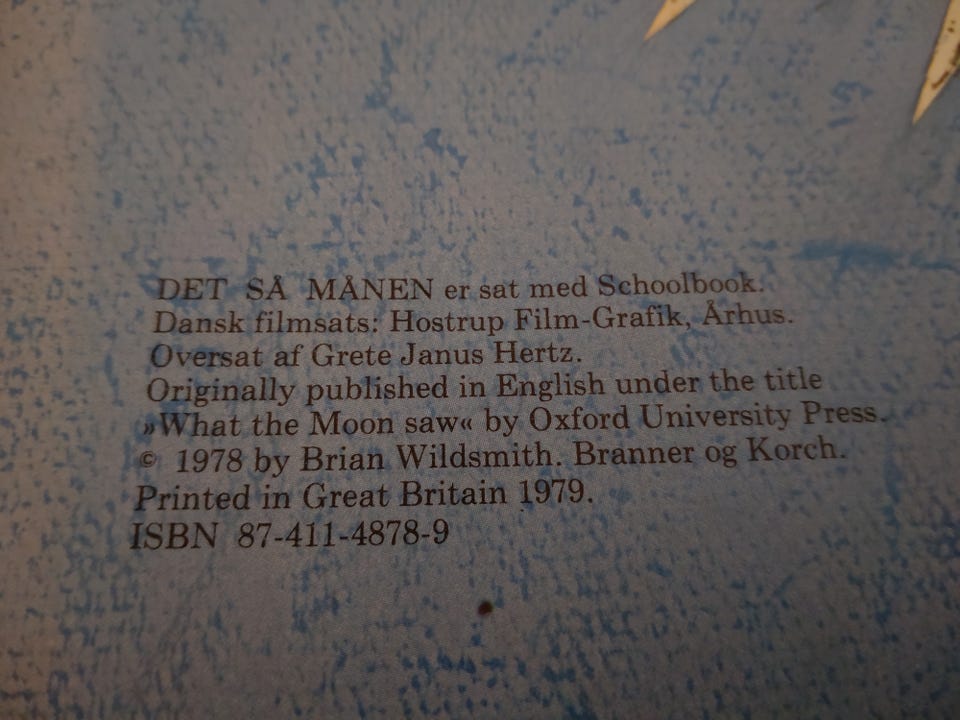 DET SÅ MÅNEN er sat med Schoolbook.
Dansk filmsats: Hostrup Film-Grafik, Århus.
Oversat af Grete Janus Hertz.
Originally published in English under the title
»What the Moon saw« by Oxford University Press.
© 1978 by Brian Wildsmith. Branner og Korch.
Printed in Great Britain 1979.
ISBN 87-411-4878-9